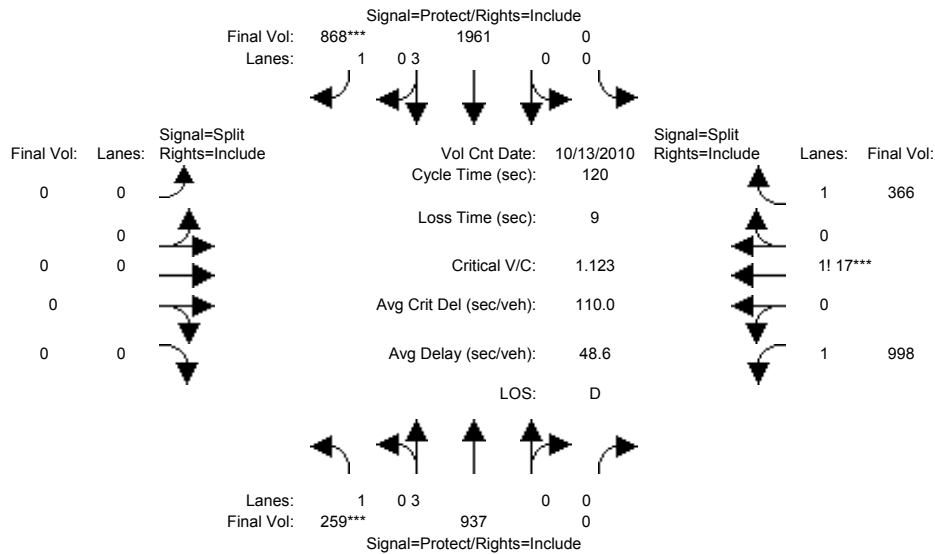 Signal=Protect/Rights=Include
Final Vol: 868*** 1961 0
Lanes: 1 0 3 0 0
Signal=Split
Rights=Include
Final Vol: Lanes:
Vol Cnt Date: 10/13/2010
Signal=Split
Rights=Include
Lanes: Final Vol:
Cycle Time (sec): 120
0 0
1 366
Loss Time (sec): 9
0
0
0 0
Critical V/C: 1.123
1! 17***
0
Avg Crit Del (sec/veh): 110.0
0
0 0
Avg Delay (sec/veh): 48.6
1 998
LOS: D
Lanes: 1 0 3 0 0
Final Vol: 259*** 937 0
Signal=Protect/Rights=Include